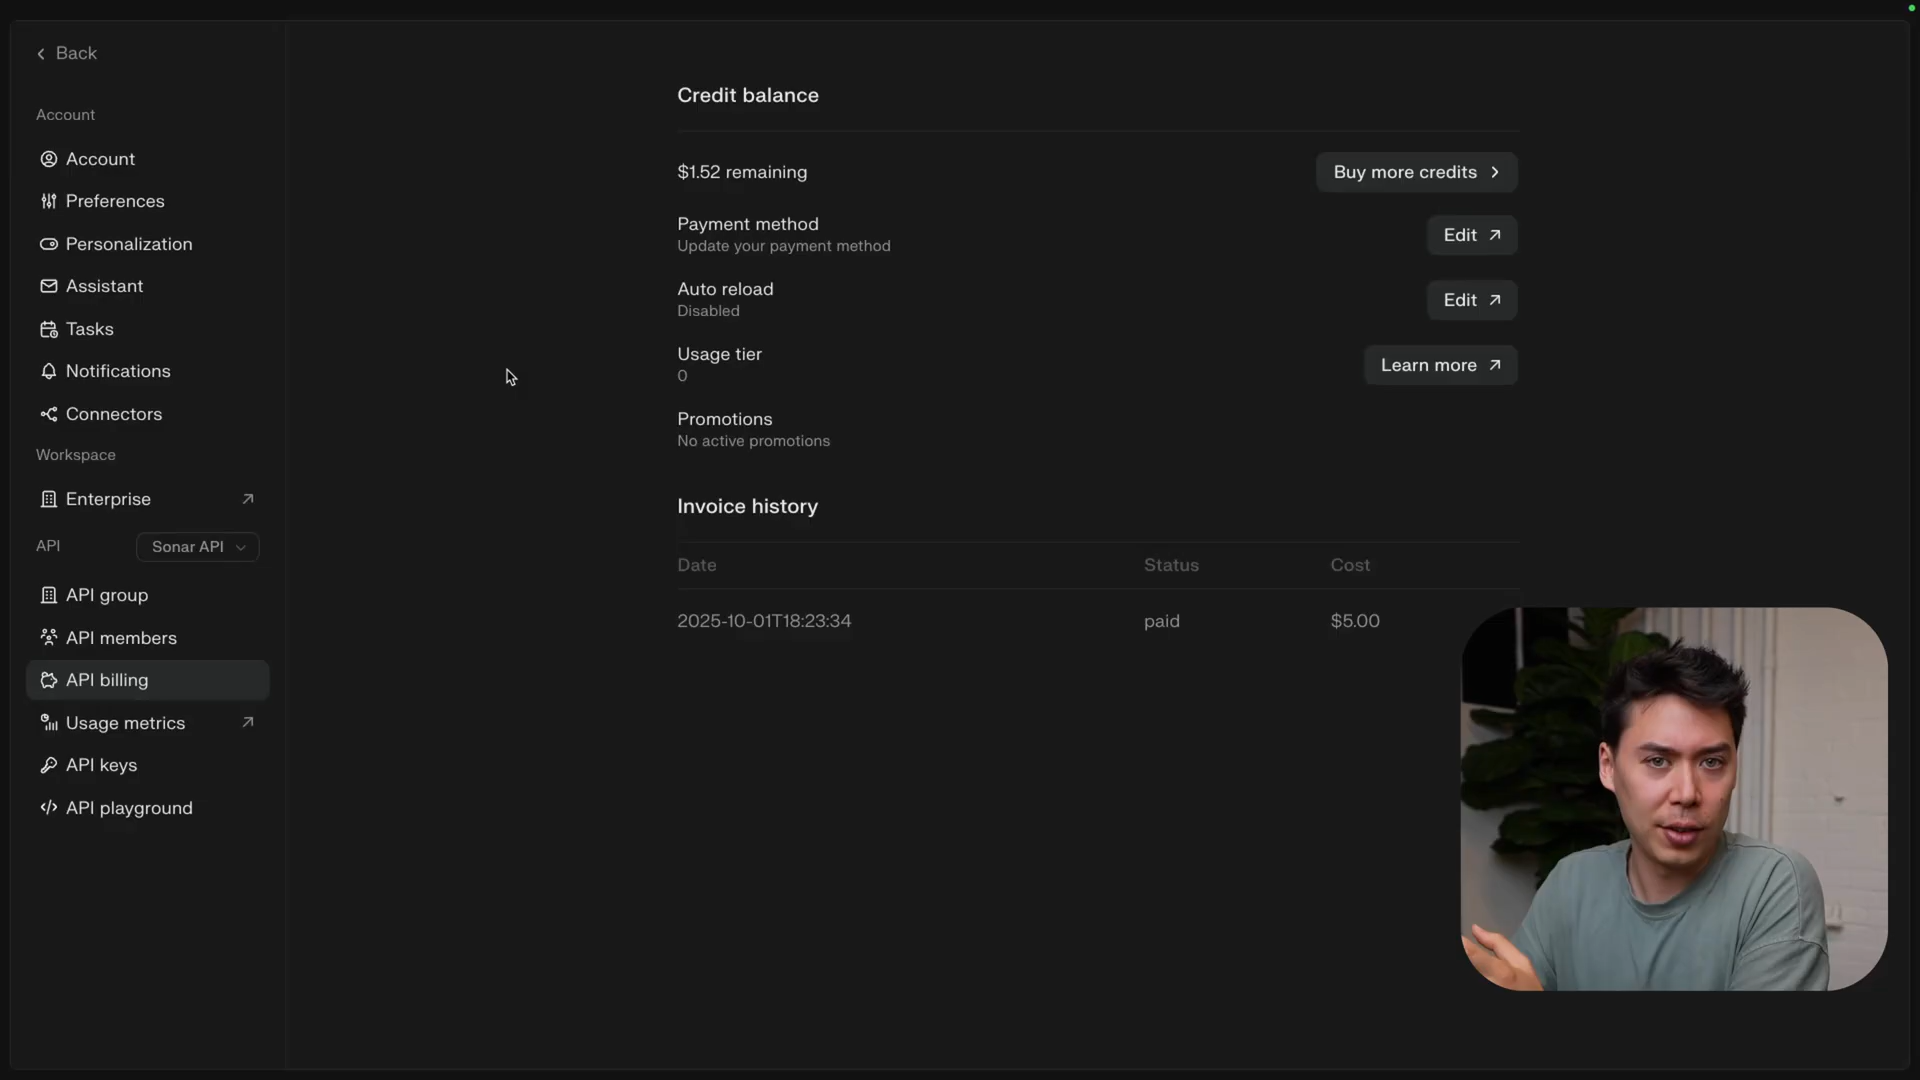 Back
Account
Account
Preferences
Personalization
Assistant
Tasks
Notifications
Connectors
Workspace
Enterprise
API
Sonar API
API group
API members
API billing
Usage metrics
API keys
API playground
Credit balance
$1.52 remaining
Buy more credits
Payment method
Update your payment method
Edit
Auto reload
Disabled
Edit
Usage tier
0
Learn more
Promotions
No active promotions
Invoice history
Date Status Cost
2025-10-01T18:23:34 paid $5.00